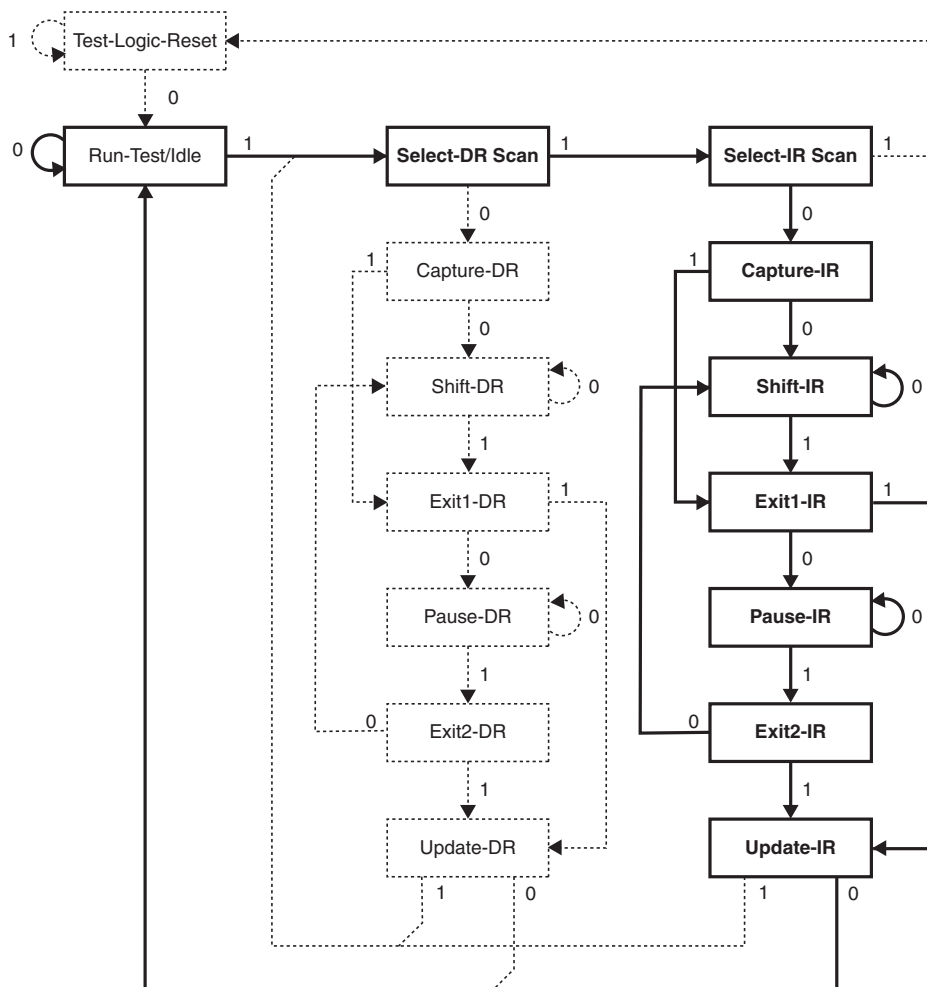 1
Test-Logic-Reset
0
0
Run-Test/Idle
1
Select-DR Scan
1
Select-IR Scan
1
0
0
1
Capture-DR
1
Capture-IR
0
0
Shift-DR
0
Shift-IR
0
1
1
Exit1-DR
1
Exit1-IR
1
0
0
Pause-DR
0
Pause-IR
0
1
1
0
Exit2-DR
0
Exit2-IR
1
1
Update-DR
Update-IR
1
0
1
0